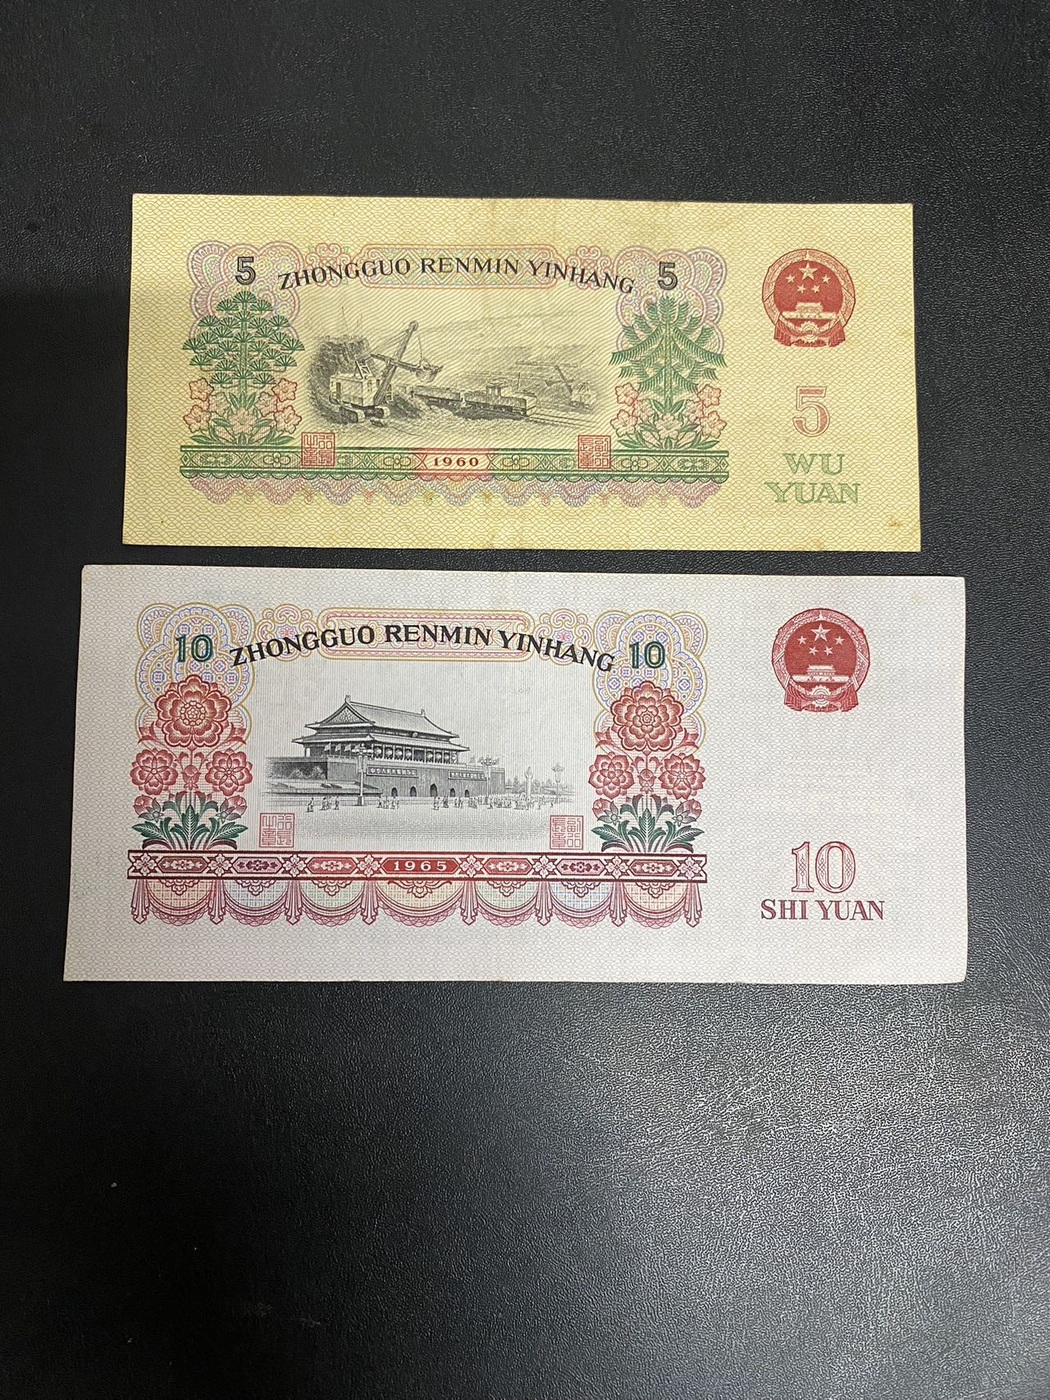 5 ZHONGGUO RENMIN YINHANG 5
1960
5
WU
YUAN
10 ZHONGGUO RENMIN YINHANG 10
1965
10
SHI YUAN